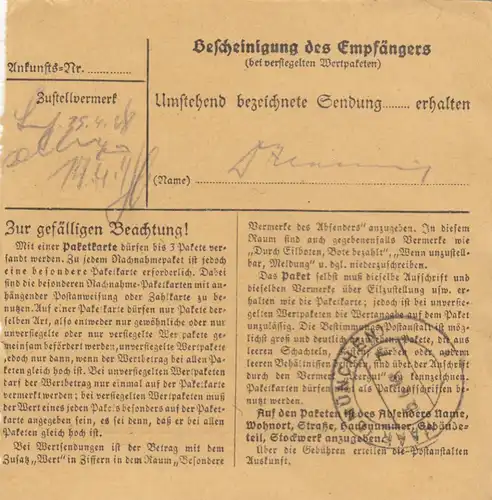 Ankunfts=Nr.
Zustellvermerk
Bescheinigung des Empfängers
(bei versiegelten Wertpaketen)
Umstehend bezeichnete Sendung...... erhalten
(Name)
Zur gefälligen Beachtung!
Mit einer Paketkarte dürfen bis 3 Pakete ver-
sandt werden. Zu jedem Nachnahmepaket ist jedoch
eine besondere Paketkarte erforderlich. Dabei
sind die besonderen Nachnahme-Paketkarten mit an-
hängender Postanweisung oder Zahlkarte zu be-
nutzen. Auf einer Paketkarte dürfen nur Pakete der-
selben Art, also entweder nur gewöhnliche oder nur
unversiegelte oder nur versiegelte Wertpakete ge-
meinsam befördert werden, unversiegelte Wertpakete
jedoch nur dann, wenn der Wertbetrag bei allen Pa-
keten gleich hoch ist. Bei unversiegelten Wertpaketen
darf der Wertbetrag nur einmal auf der Paketkarte
vermerkt werden; bei versiegelten Wertpaketen muß
der Wert eines jeden Pakets besonders auf der Paket-
karte angegeben sein, es sei denn, daß er bei allen
Paketen gleich hoch ist.
Bei Wertsendungen ist der Betrag mit dem
Zusatz „Wert“ in Ziffern in dem Raum „Besondere
Vermerke des Absenders“ anzugeben. In diesem
Raum sind auch gegebenenfalls Vermerke wie
„Durch Eilboten, Bote bezahlt“, „Wenn unzustell-
bar, Meldung“ u. dgl. niederzuschreiben.
Das Paket selbst muß dieselbe Aufschrift und
dieselben Vermerke über Eilzustellung usw. er-
halten wie die Paketkarte; jedoch ist bei unversie-
gelten Wertpaketen die Wertangabe auf dem Paket
unzulässig. Die Bestimmungs-Postanstalt ist mög-
lichst groß und deutlich
leeren Schachteln,
leeren Behältnissen
durch den Vermerk kennzeichnen.
Paketkarten dürfen
nutzt werden.
Auf den Paketen ist des Absenders Name,
Wohnort, Straße, Hausnummer, Gebäude-
teil, Stockwerk anzugeben.
Über die Gebühren erteilen die Postanstalten
Auskunft.